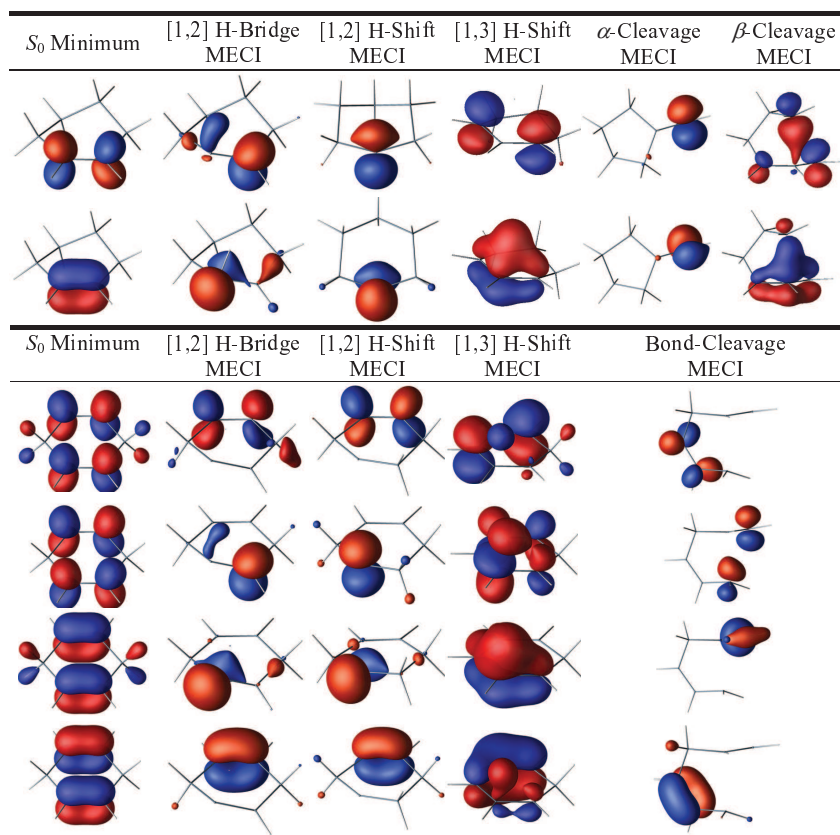 S₀ Minimum [1,2] H-Bridge MECI [1,2] H-Shift MECI [1,3] H-Shift MECI α-Cleavage MECI β-Cleavage MECI
S₀ Minimum [1,2] H-Bridge MECI [1,2] H-Shift MECI [1,3] H-Shift MECI Bond-Cleavage MECI